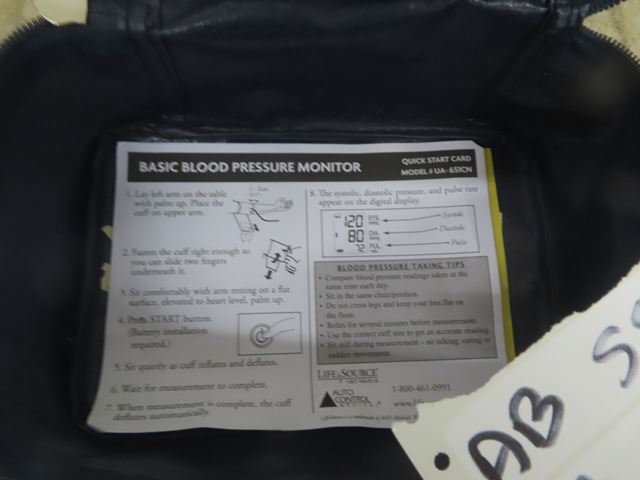 BASIC BLOOD PRESSURE MONITOR
QUICK START CARD
MODEL # UA-651CN
1. Lay left arm on the table
with palm up. Place the
cuff on upper arm.
2. Fasten the cuff tight enough so
you can slide two fingers
underneath it.
3. Sit comfortably with arm resting on a flat
surface, elevated to heart level, palm up.
4. Press START button.
(Battery installation
required.)
5. Sit quietly as cuff inflates and deflates.
6. Wait for measurement to complete.
7. When measurement is complete, the cuff
deflates automatically.
8. The systolic, diastolic pressure, and pulse rate
appear on the digital display.
120 SYS Systolic
80 DIA Diastolic
72 PUL Pulse
BLOOD PRESSURE TAKING TIPS
• Compare blood pressure readings taken at the
same time each day.
• Sit in the same chair/position.
• Do not cross legs and keep your feet flat on
the floor.
• Relax for several minutes before measurement.
• Use the correct cuff size to get an accurate reading.
• Sit still during measurement – no talking, eating or
sudden movements.
LIFESOURCE
AUTO
CONTROL
1-800-461-0991
www.
AB